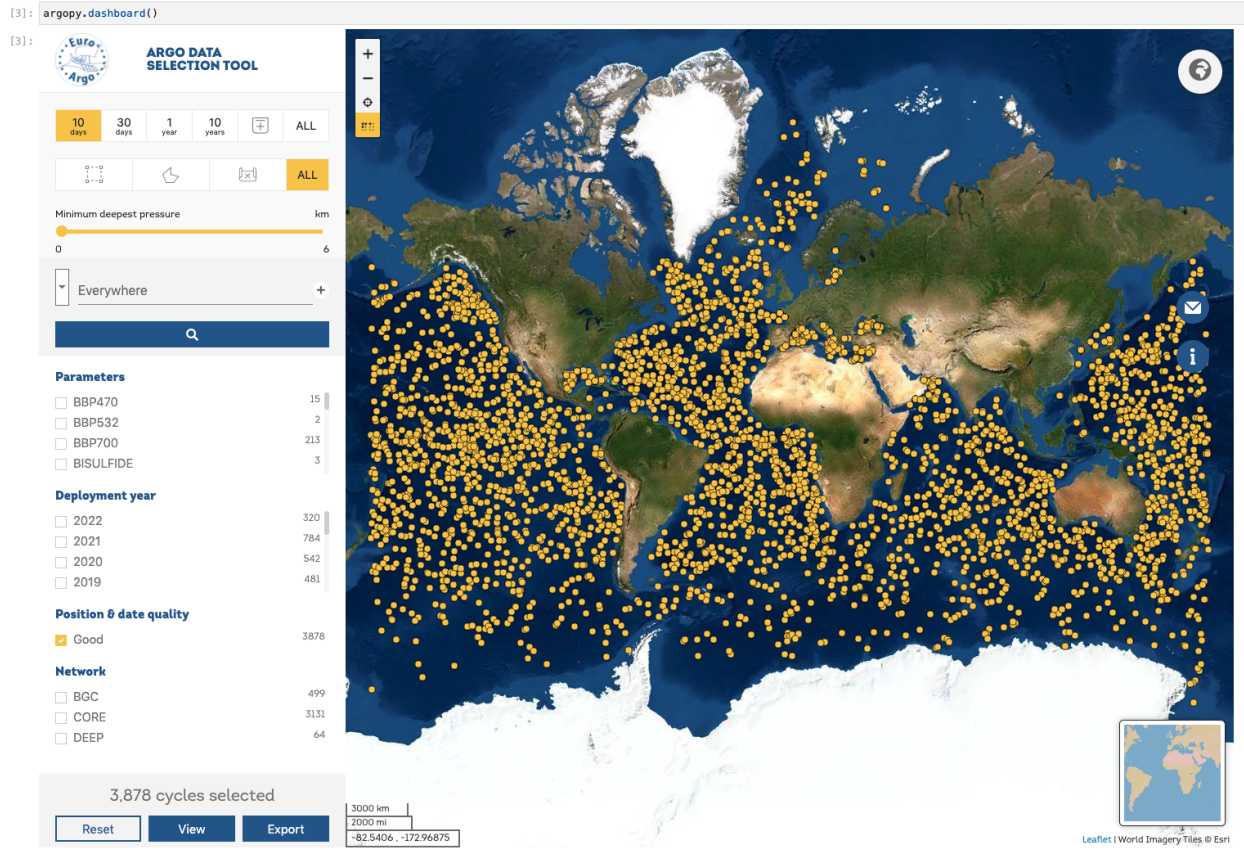 [3]: argopy.dashboard()
[3]:
Euro
Argo
ARGO DATA
SELECTION TOOL
10 days
30 days
1 year
10 years
ALL
ALL
Minimum deepest pressure km
0 6
Everywhere +
Parameters
BBP470 15
BBP532 2
BBP700 213
BISULFIDE 3
Deployment year
2022 320
2021 784
2020 542
2019 481
Position & date quality
Good 3878
Network
BGC 499
CORE 3131
DEEP 64
3,878 cycles selected
Reset View Export
+
−
i
3000 km
2000 mi
-82.5406 , -172.96875
Leaflet | World Imagery Tiles © Esri